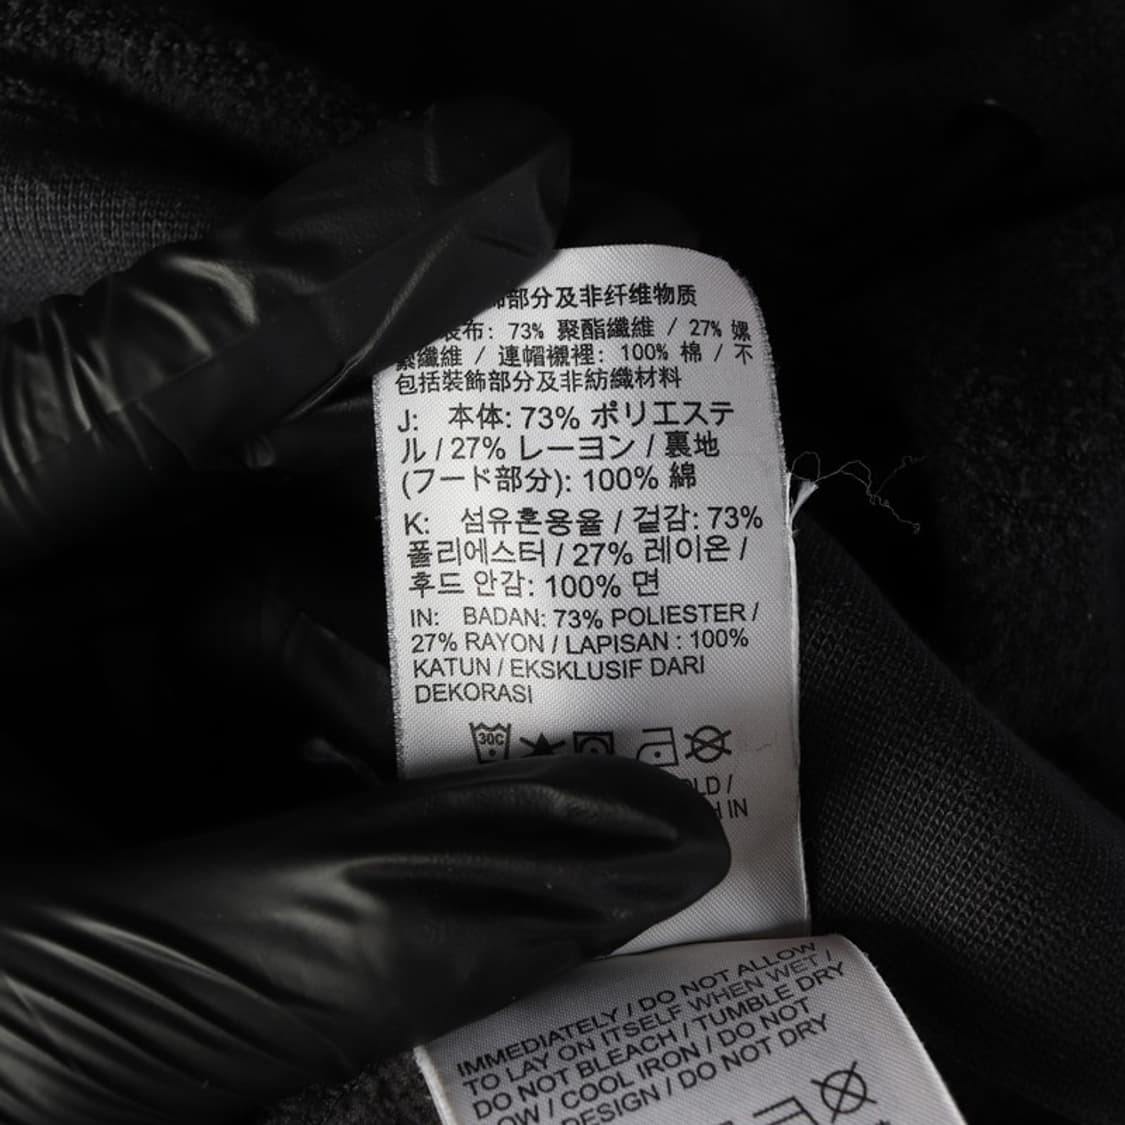 部分及非纤维物质
装布: 73% 聚酯纖維 / 27% 嫘
縈纖維 / 連帽襯裡: 100% 棉 / 不
包括裝飾部分及非紡織材料
J: 本体: 73% ポリエステ
ル / 27% レーヨン / 裏地
(フード部分): 100% 綿
K: 섬유혼용율 / 겉감: 73%
폴리에스터 / 27% 레이온 /
후드 안감: 100% 면
IN: BADAN: 73% POLIESTER /
27% RAYON / LAPISAN : 100%
KATUN / EKSKLUSIF DARI
DEKORASI
30C
IN
IMMEDIATELY / DO NOT ALLOW
TO LAY ON ITSELF WHEN WET /
DO NOT BLEACH / TUMBLE DRY
/ COOL IRON / DO NOT
DESIGN / DO NOT DRY